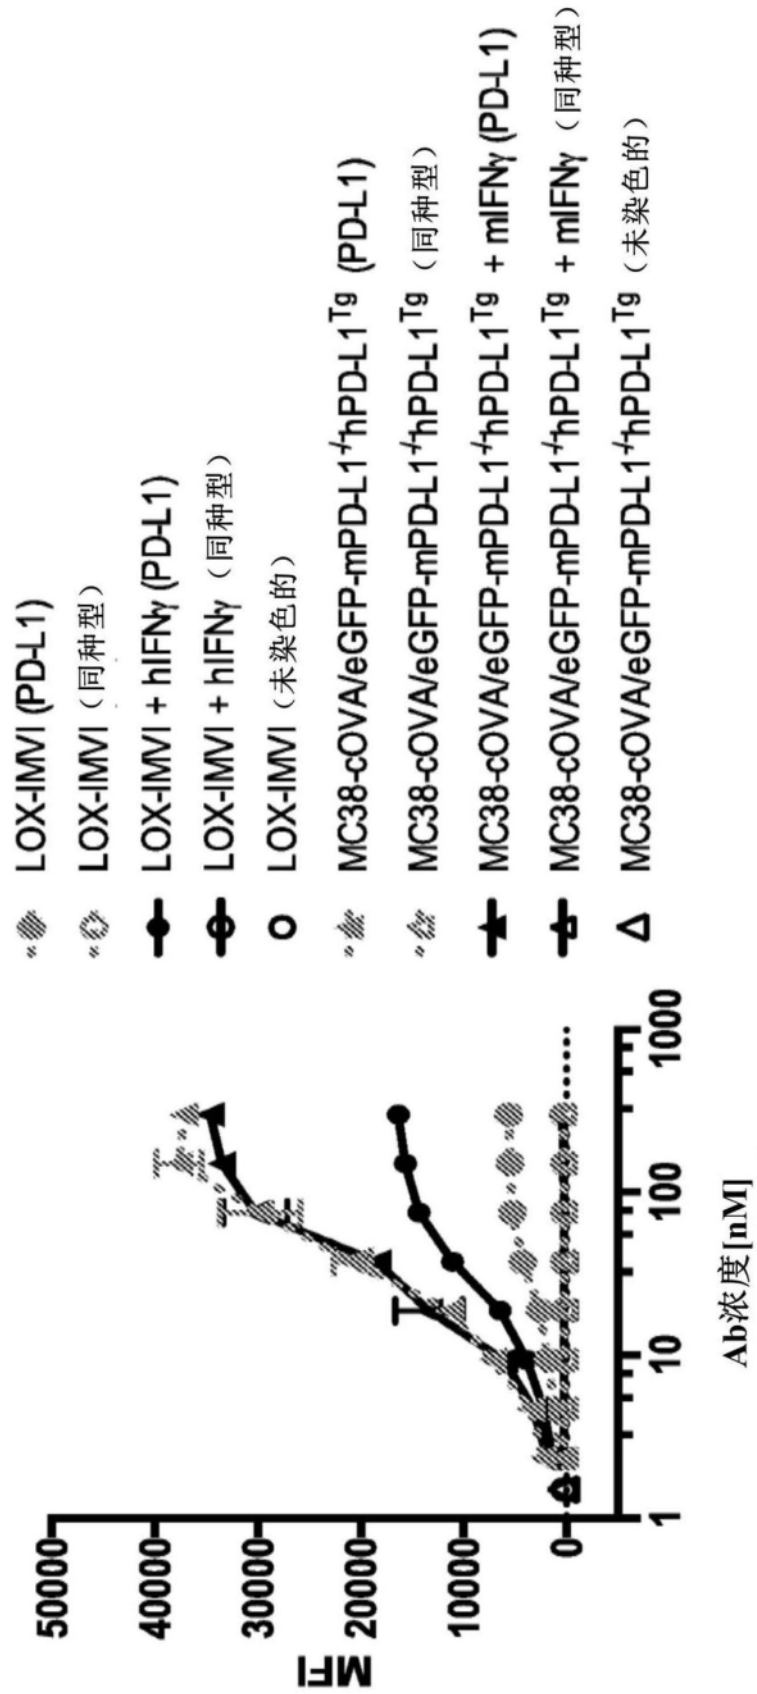 LOX-IMVI (PD-L1)
LOX-IMVI（同种型）
LOX-IMVI + hIFNγ (PD-L1)
LOX-IMVI + hIFNγ（同种型）
LOX-IMVI（未染色的）
MC38-cOVA/eGFP-mPD-L1⁻/⁻hPD-L1ᵀᵍ (PD-L1)
MC38-cOVA/eGFP-mPD-L1⁻/⁻hPD-L1ᵀᵍ（同种型）
MC38-cOVA/eGFP-mPD-L1⁻/⁻hPD-L1ᵀᵍ + mIFNγ (PD-L1)
MC38-cOVA/eGFP-mPD-L1⁻/⁻hPD-L1ᵀᵍ + mIFNγ（同种型）
MC38-cOVA/eGFP-mPD-L1⁻/⁻hPD-L1ᵀᵍ（未染色的）
MFI
50000
40000
30000
20000
10000
0
1
10
100
1000
Ab浓度[nM]